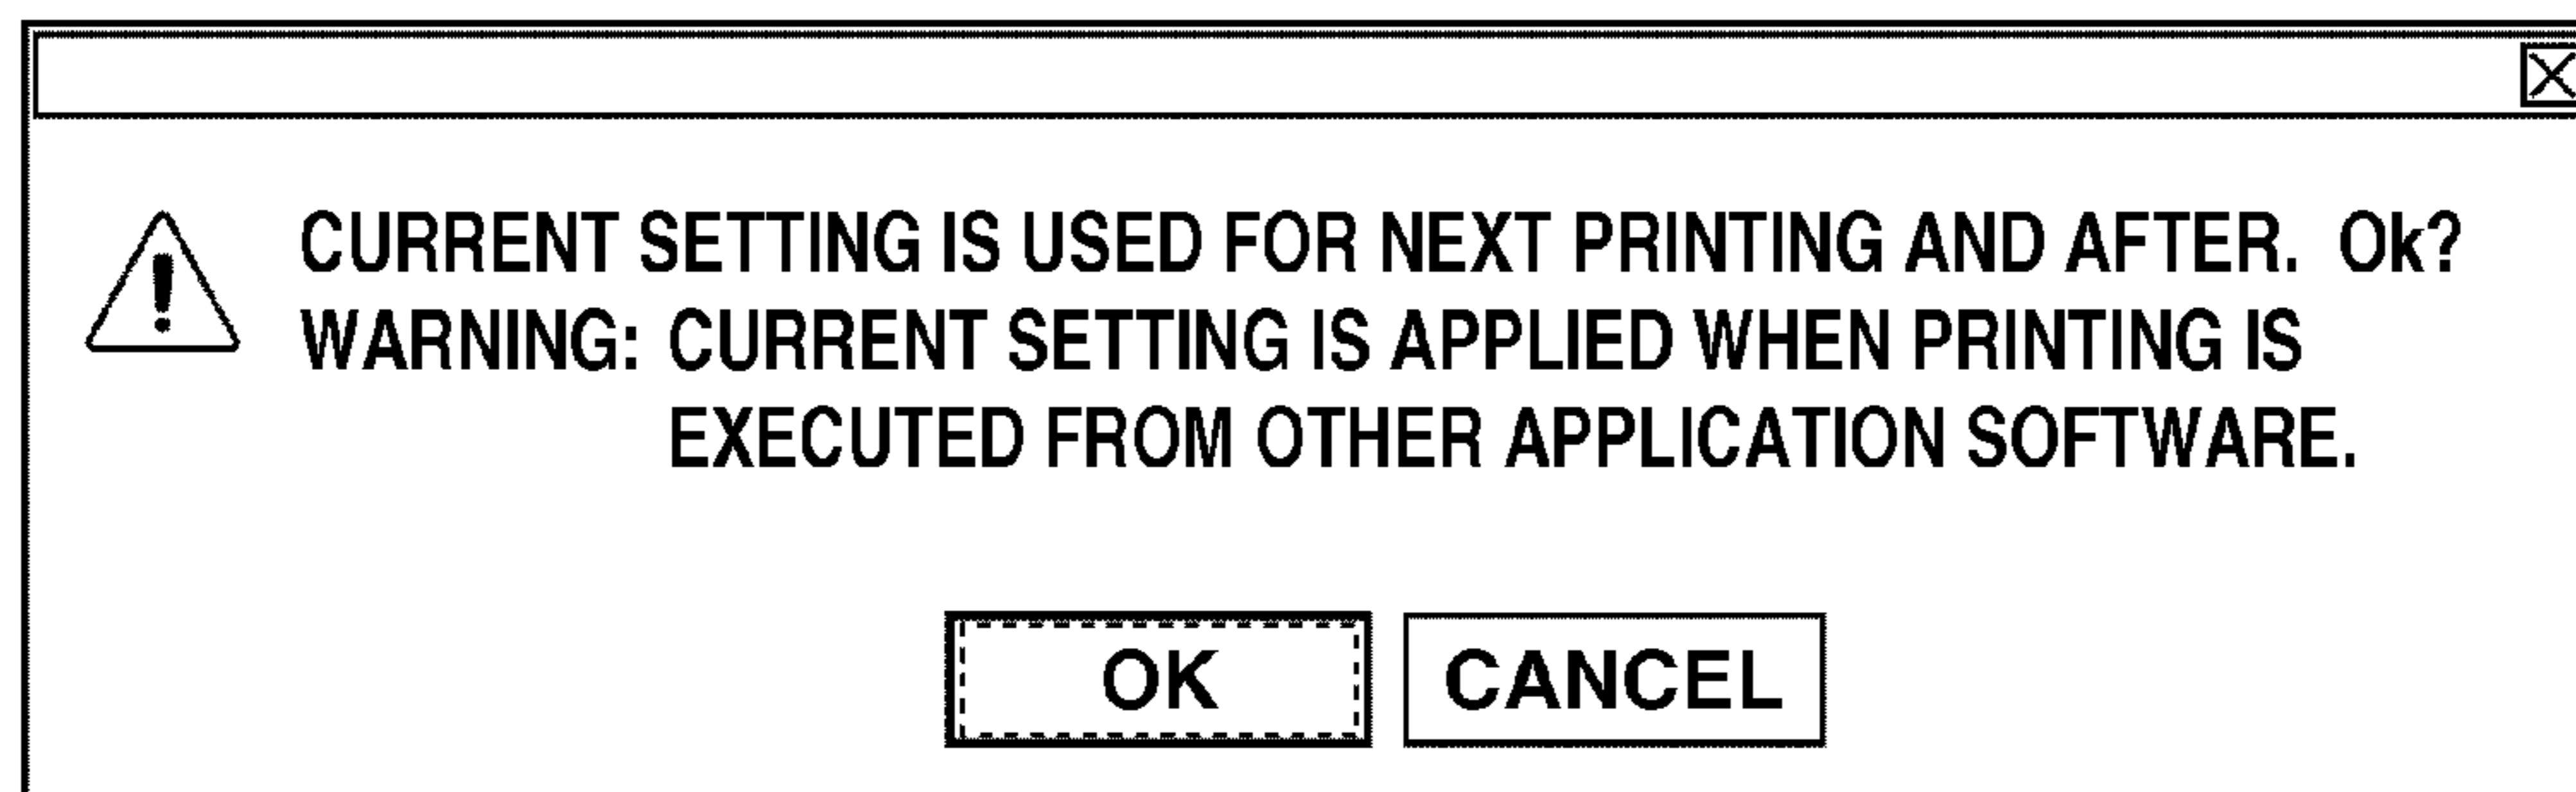 CURRENT SETTING IS USED FOR NEXT PRINTING AND AFTER. Ok?
WARNING: CURRENT SETTING IS APPLIED WHEN PRINTING IS
EXECUTED FROM OTHER APPLICATION SOFTWARE.
OK CANCEL